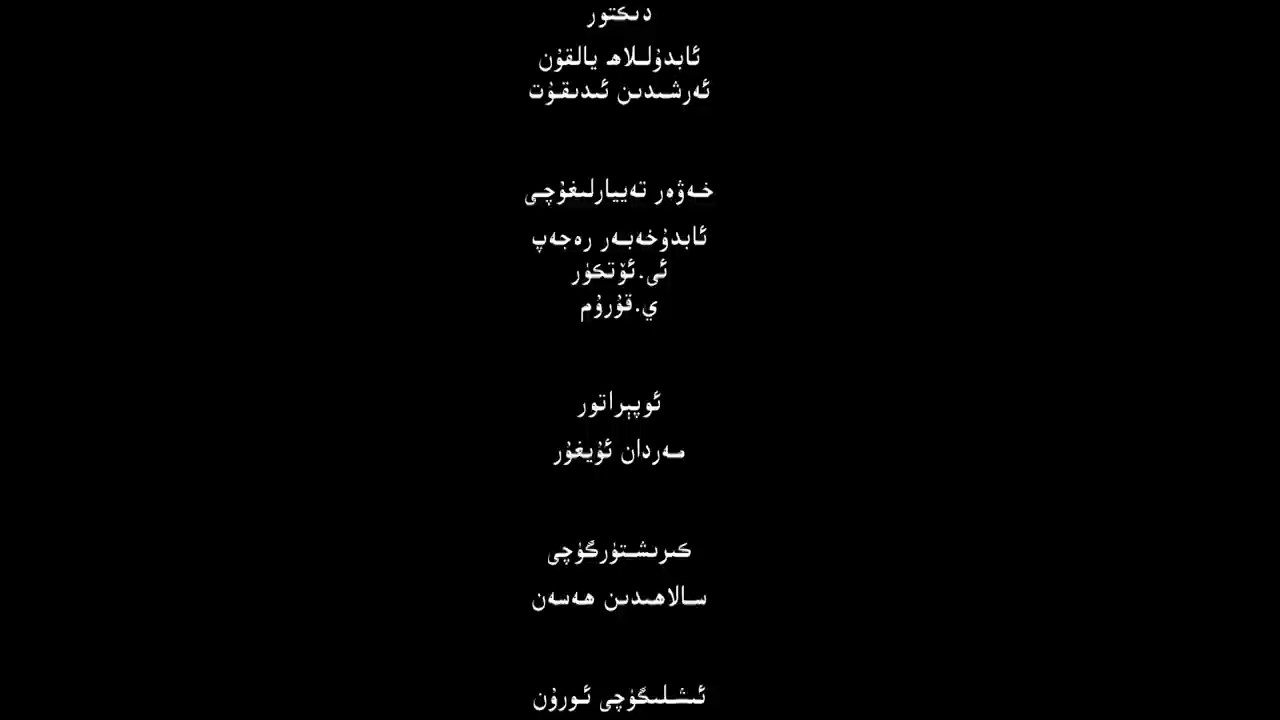 دىكتور
ئابدۇللاھ يالقۇن
ئەرشىدىن ئىدىقۇت
خەۋەر تەييارلىغۇچى
ئابدۇخەبەر رەجەپ
ئى.ئۆتكۈر
ي.قۇرۇم
ئوپېراتور
مەردان ئۇيغۇر
كىرىشتۈرگۈچى
سالاھىدىن ھەسەن
ئىشلىگۈچى ئورۇن